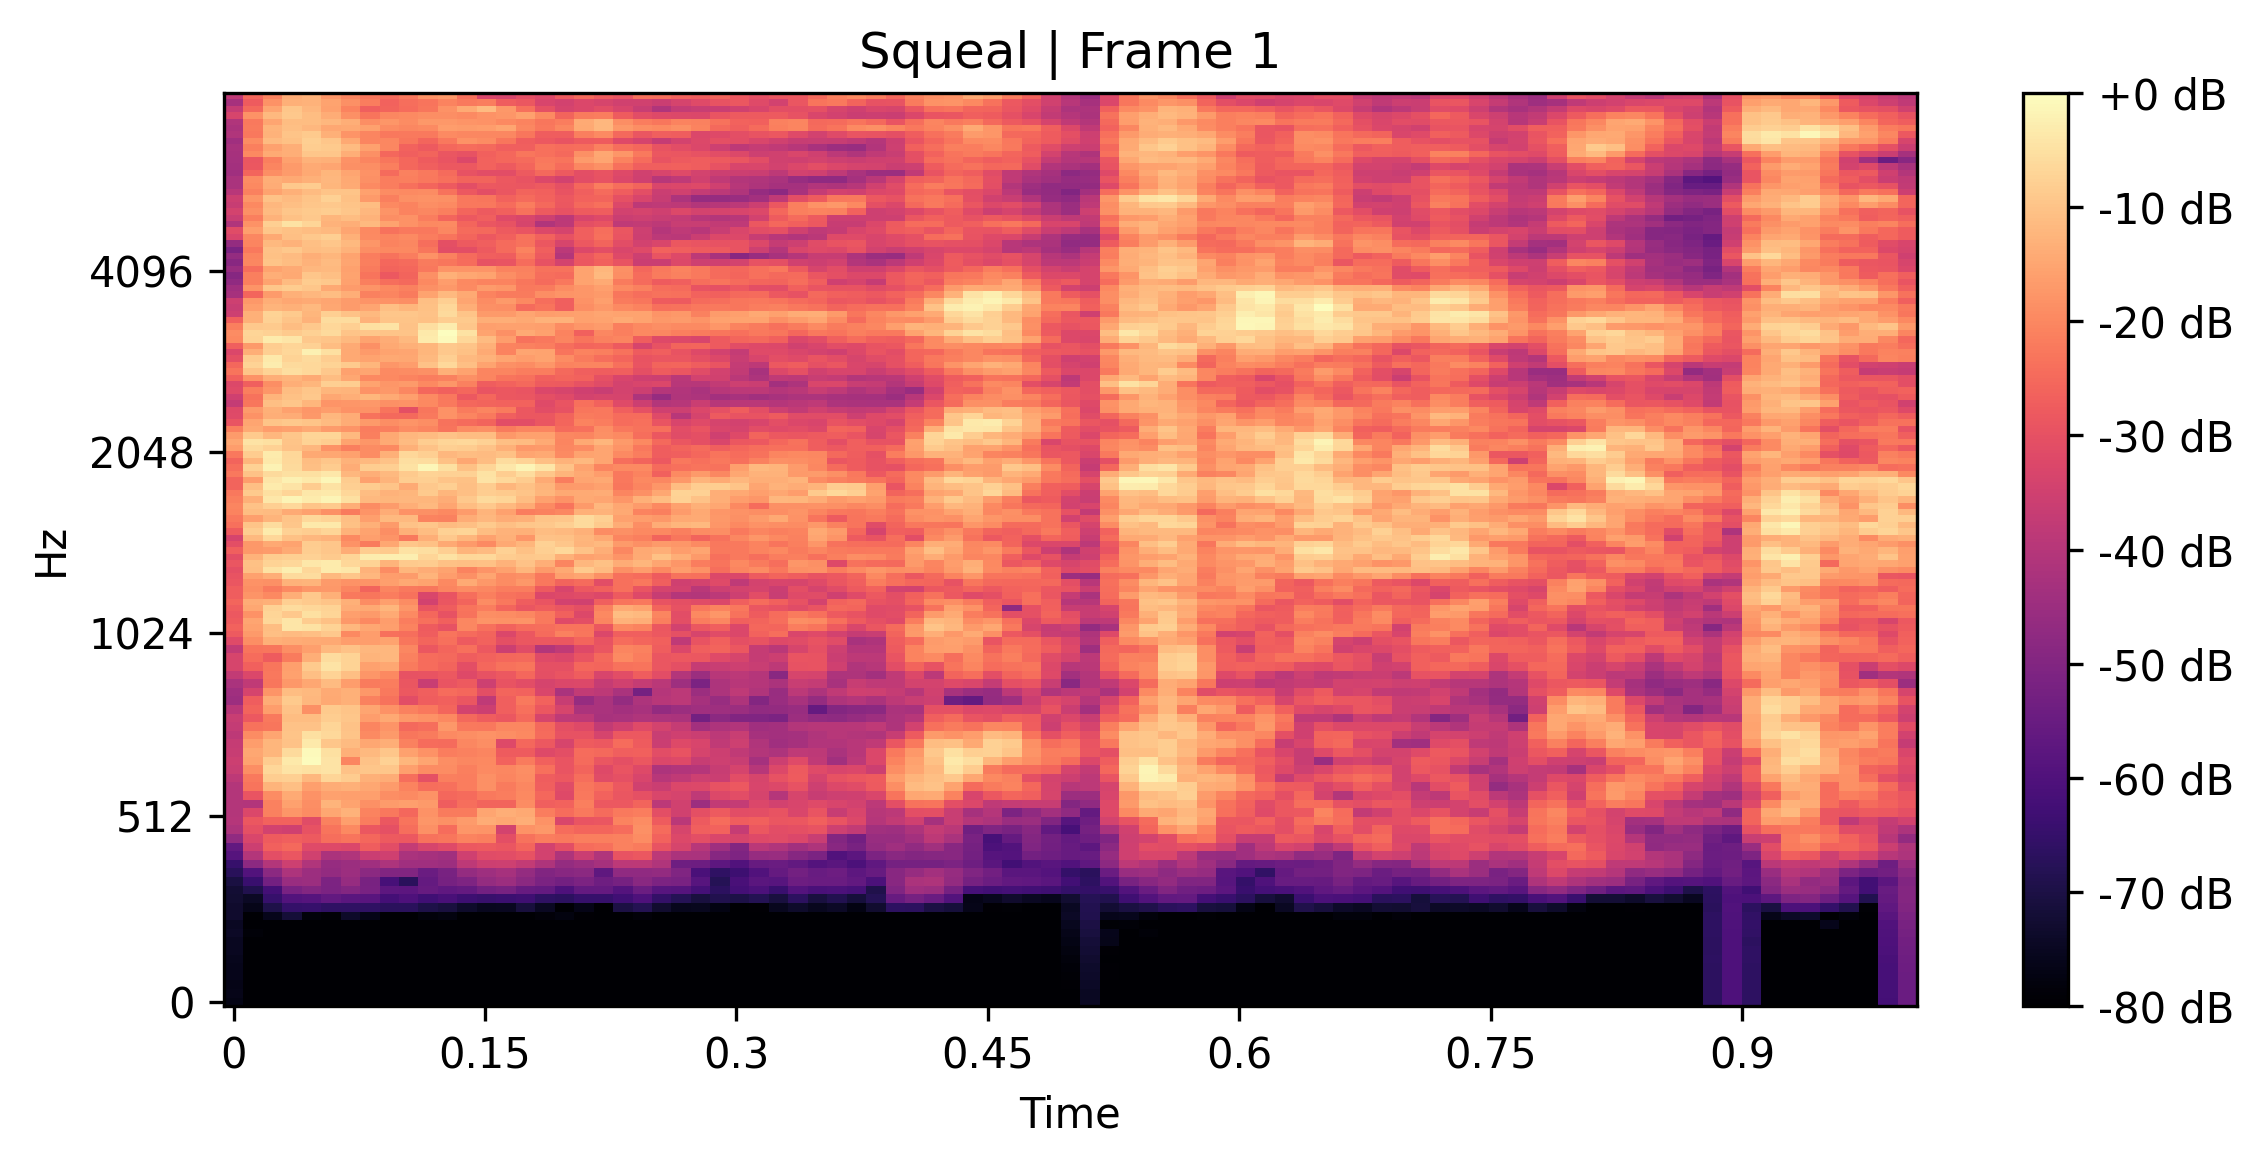 Squeal | Frame 1
+0 dB
-10 dB
-20 dB
-30 dB
-40 dB
-50 dB
-60 dB
-70 dB
-80 dB
Hz
4096
2048
1024
512
0
0 0.15 0.3 0.45 0.6 0.75 0.9
Time